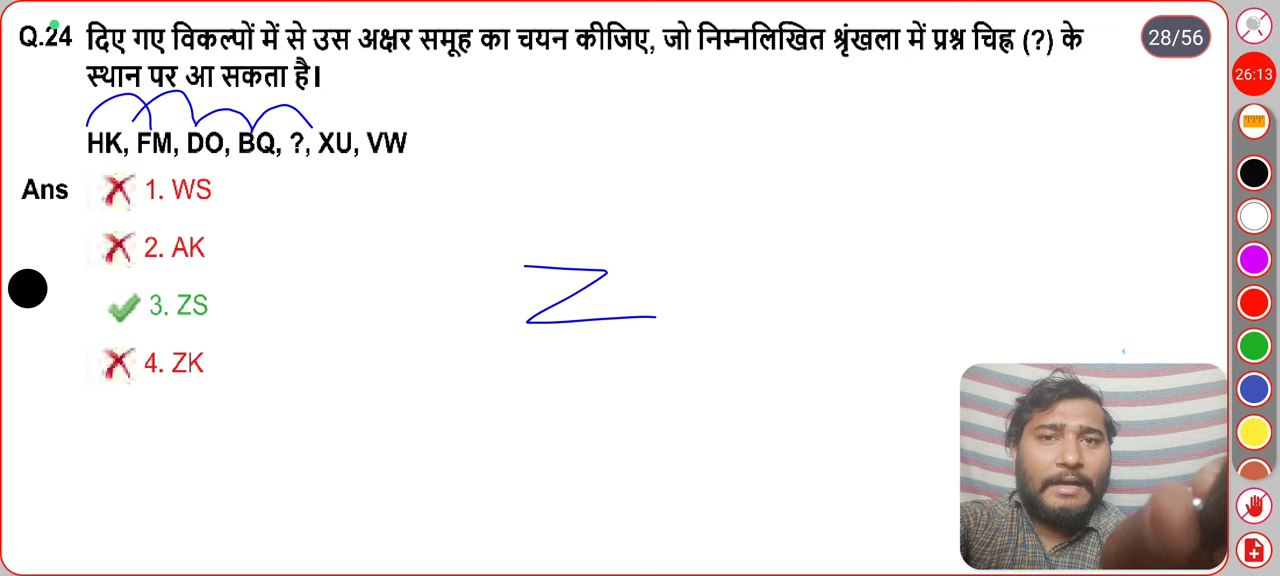 Q.24 दिए गए विकल्पों में से उस अक्षर समूह का चयन कीजिए, जो निम्नलिखित श्रृंखला में प्रश्न चिह्न (?) के
स्थान पर आ सकता है।
28/56
26:13
HK, FM, DO, BQ, ?, XU, VW
Ans 1. WS
2. AK
3. ZS
4. ZK
Z